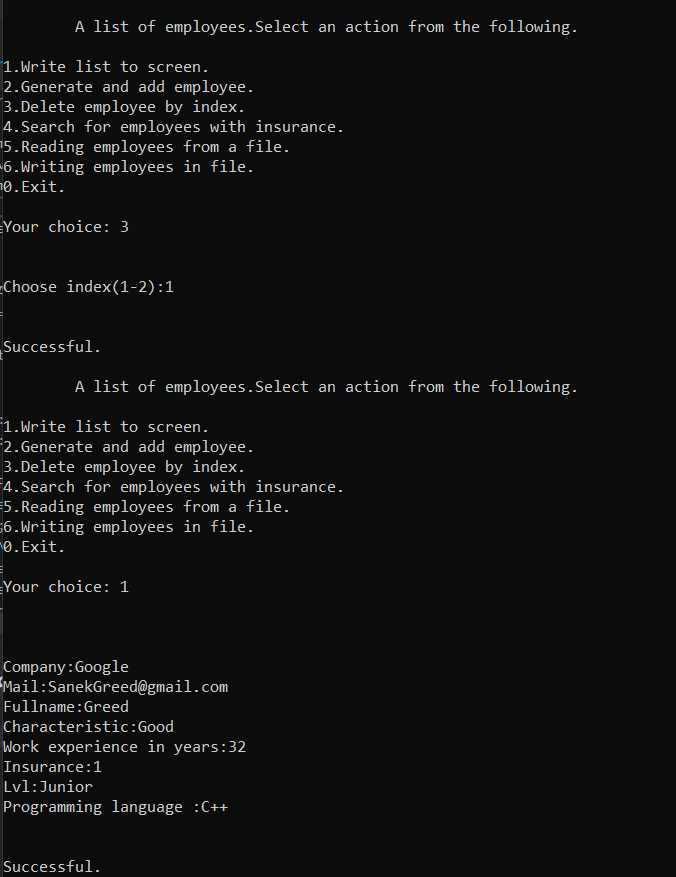 A list of employees.Select an action from the following.
1.Write list to screen.
2.Generate and add employee.
3.Delete employee by index.
4.Search for employees with insurance.
5.Reading employees from a file.
6.Writing employees in file.
0.Exit.
Your choice: 3
Choose index(1-2):1
Successful.
A list of employees.Select an action from the following.
1.Write list to screen.
2.Generate and add employee.
3.Delete employee by index.
4.Search for employees with insurance.
5.Reading employees from a file.
6.Writing employees in file.
0.Exit.
Your choice: 1
Company:Google
Mail:SanekGreed@gmail.com
Fullname:Greed
Characteristic:Good
Work experience in years:32
Insurance:1
Lvl:Junior
Programming language :C++
Successful.